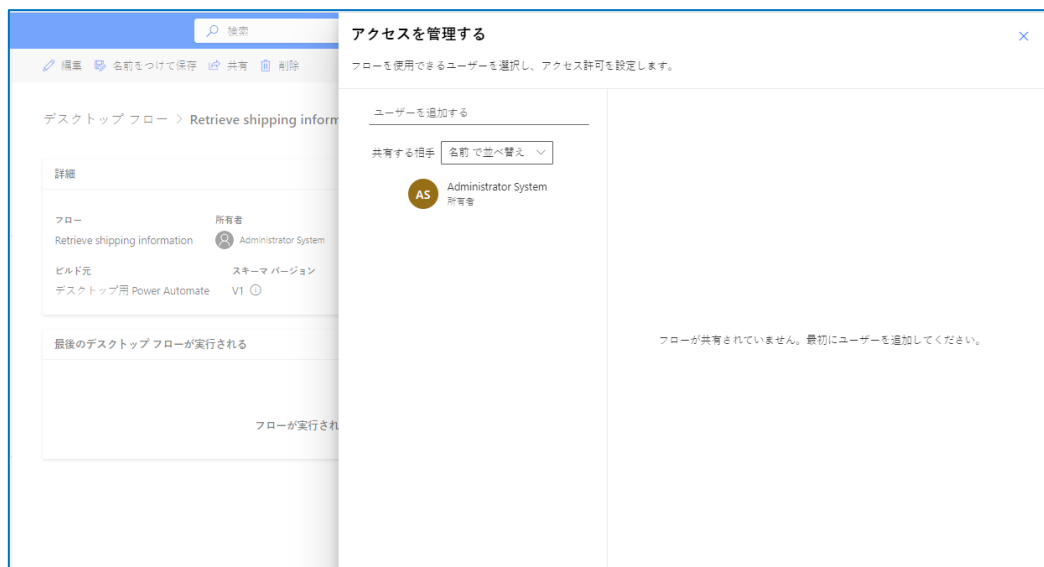 検索
編集 名前をつけて保存 共有 削除
デスクトップ フロー > Retrieve shipping inform
詳細
フロー 所有者
Retrieve shipping information Administrator System
ビルド元 スキーマ バージョン
デスクトップ用 Power Automate V1
最後のデスクトップ フローが実行される
フローが実行され
アクセスを管理する
フローを使用できるユーザーを選択し、アクセス許可を設定します。
ユーザーを追加する
共有する相手 名前 で並べ替え
AS Administrator System
所有者
フローが共有されていません。最初にユーザーを追加してください。